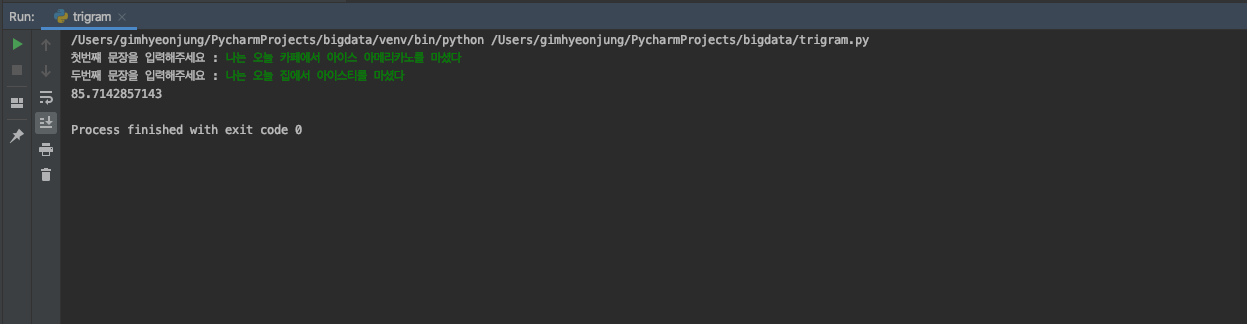 Run: trigram
/Users/gimhyeonjung/PycharmProjects/bigdata/venv/bin/python /Users/gimhyeonjung/PycharmProjects/bigdata/trigram.py
첫번째 문장을 입력해주세요 : 나는 오늘 카페에서 아이스 아메리카노를 마셨다
두번째 문장을 입력해주세요 : 나는 오늘 집에서 아이스티를 마셨다
85.7142857143
Process finished with exit code 0